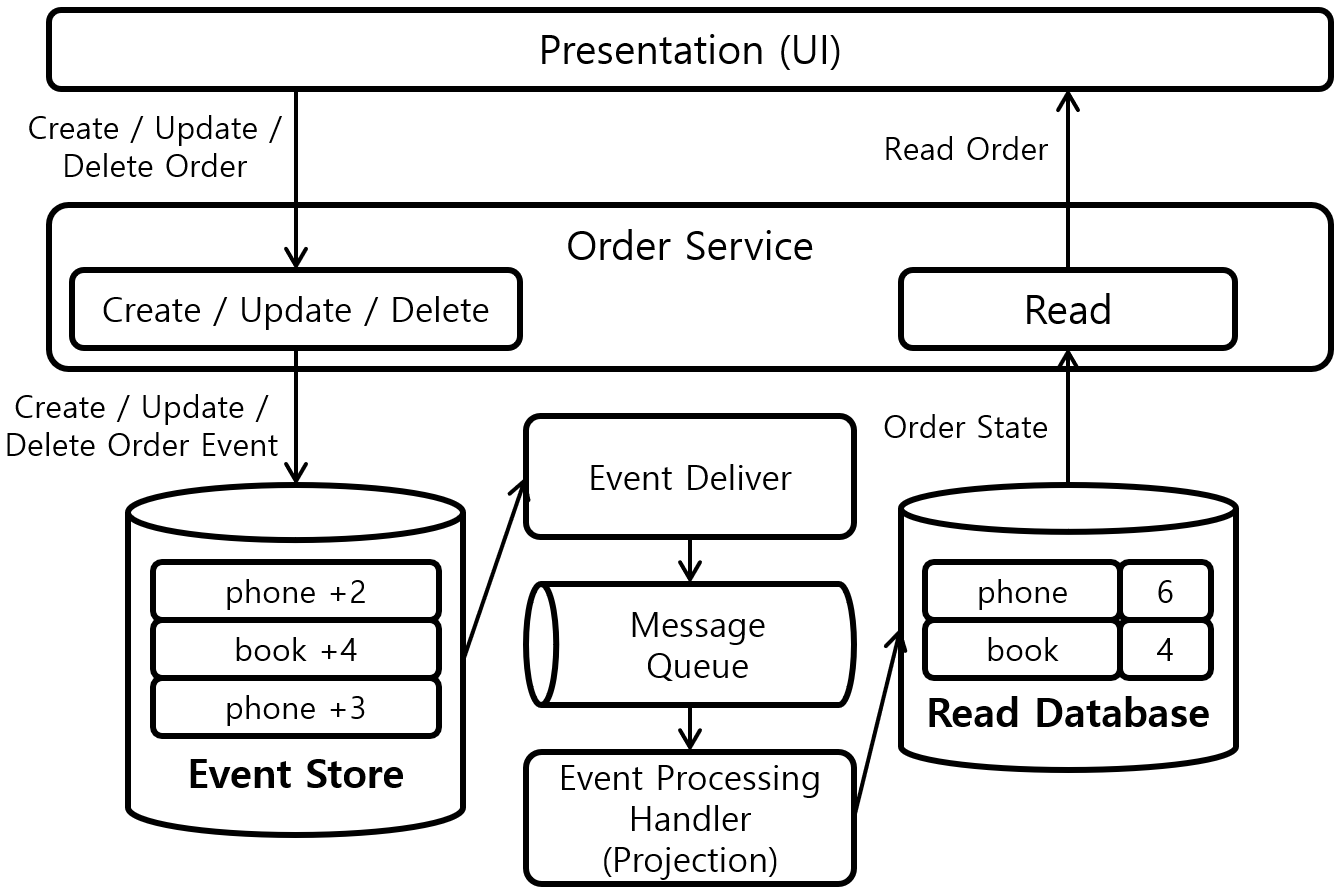 Presentation (UI)
Create / Update /
Delete Order
Read Order
Order Service
Create / Update / Delete
Read
Create / Update /
Delete Order Event
Order State
Event Deliver
phone +2
book +4
phone +3
Event Store
Message
Queue
Event Processing
Handler
(Projection)
phone 6
book 4
Read Database